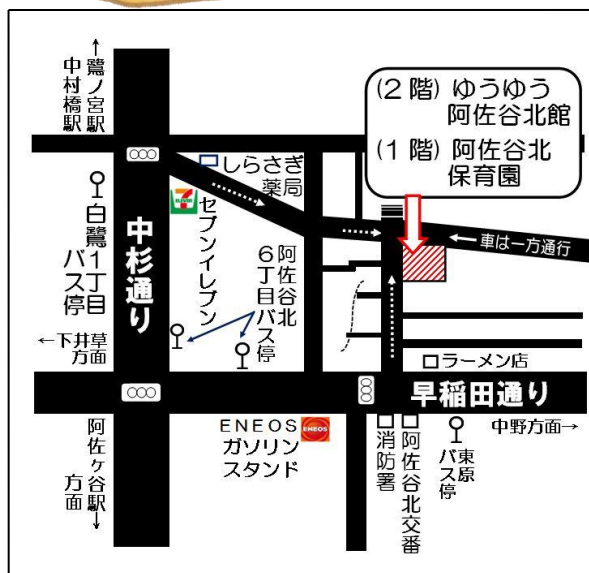 ←鷺ノ宮駅
中村橋駅
(2階) ゆうゆう
阿佐谷北館
(1階) 阿佐谷北
保育園
しらさぎ
薬局
ELEVEN
セブンイレブン
白鷺1丁目
バス停
中杉通り
阿佐谷北
6丁目バス停
←車は一方通行
←下井草
方面
ラーメン店
早稲田通り
中野方面→
ENEOS
ガソリン
スタンド
ENEOS
消防署
阿佐谷北交番
東原
バス停
阿佐ヶ谷駅→
方面